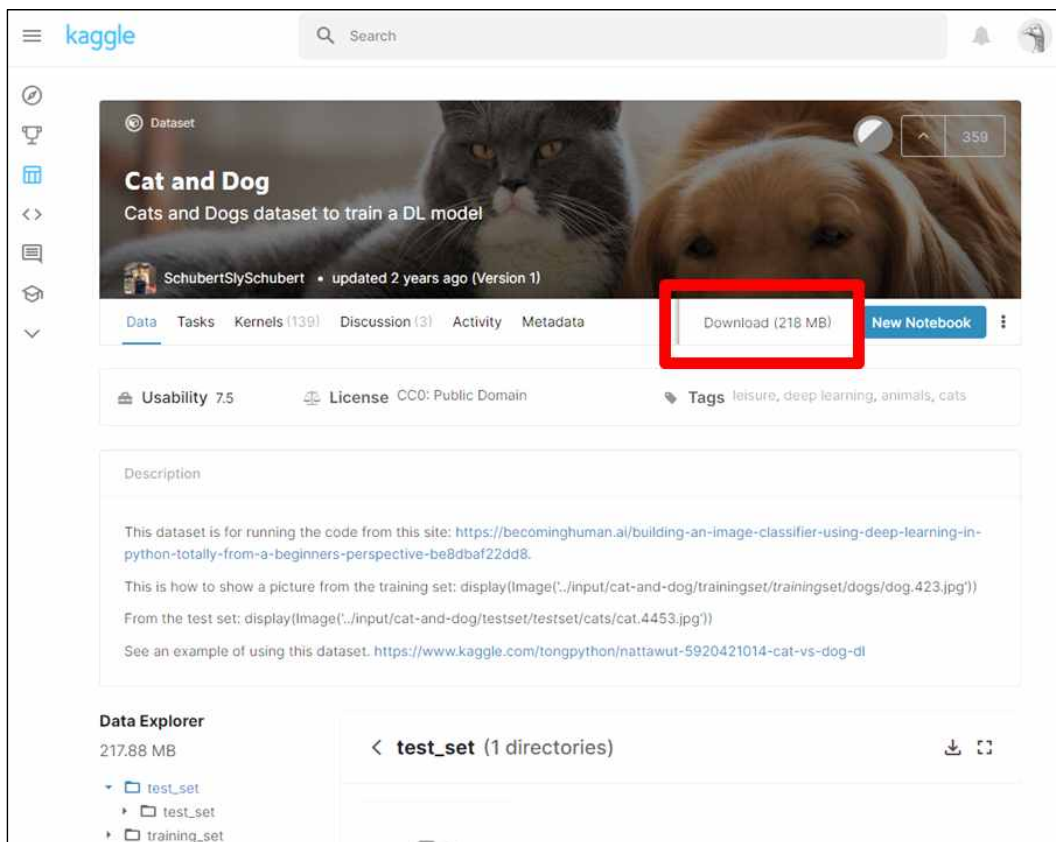 kaggle
Search
Dataset
359
Cat and Dog
Cats and Dogs dataset to train a DL model
SchubertSlySchubert • updated 2 years ago (Version 1)
Data Tasks Kernels (139) Discussion (3) Activity Metadata Download (218 MB) New Notebook
Usability 7.5 License CC0: Public Domain Tags leisure, deep learning, animals, cats
Description
This dataset is for running the code from this site: https://becominghuman.ai/building-an-image-classifier-using-deep-learning-in-
python-totally-from-a-beginners-perspective-be8dbaf22dd8.
This is how to show a picture from the training set: display(Image('../input/cat-and-dog/trainingset/trainingset/dogs/dog.423.jpg'))
From the test set: display(Image('../input/cat-and-dog/testset/testset/cats/cat.4453.jpg'))
See an example of using this dataset. https://www.kaggle.com/tongpython/nattawut-5920421014-cat-vs-dog-dl
Data Explorer
217.88 MB
test_set (1 directories)
test_set
test_set
training_set